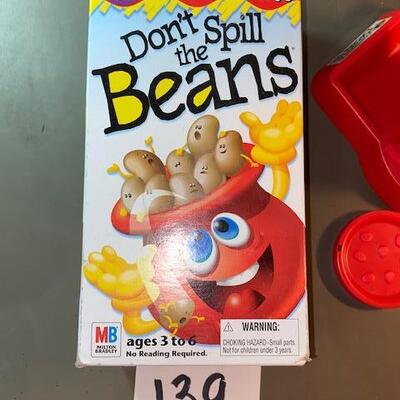 Don't Spill
the
Beans
MB
MILTON
BRADLEY
ages 3 to 6
No Reading Required.
WARNING:
CHOKING HAZARD-Small parts
Not for children under 3 years.
139